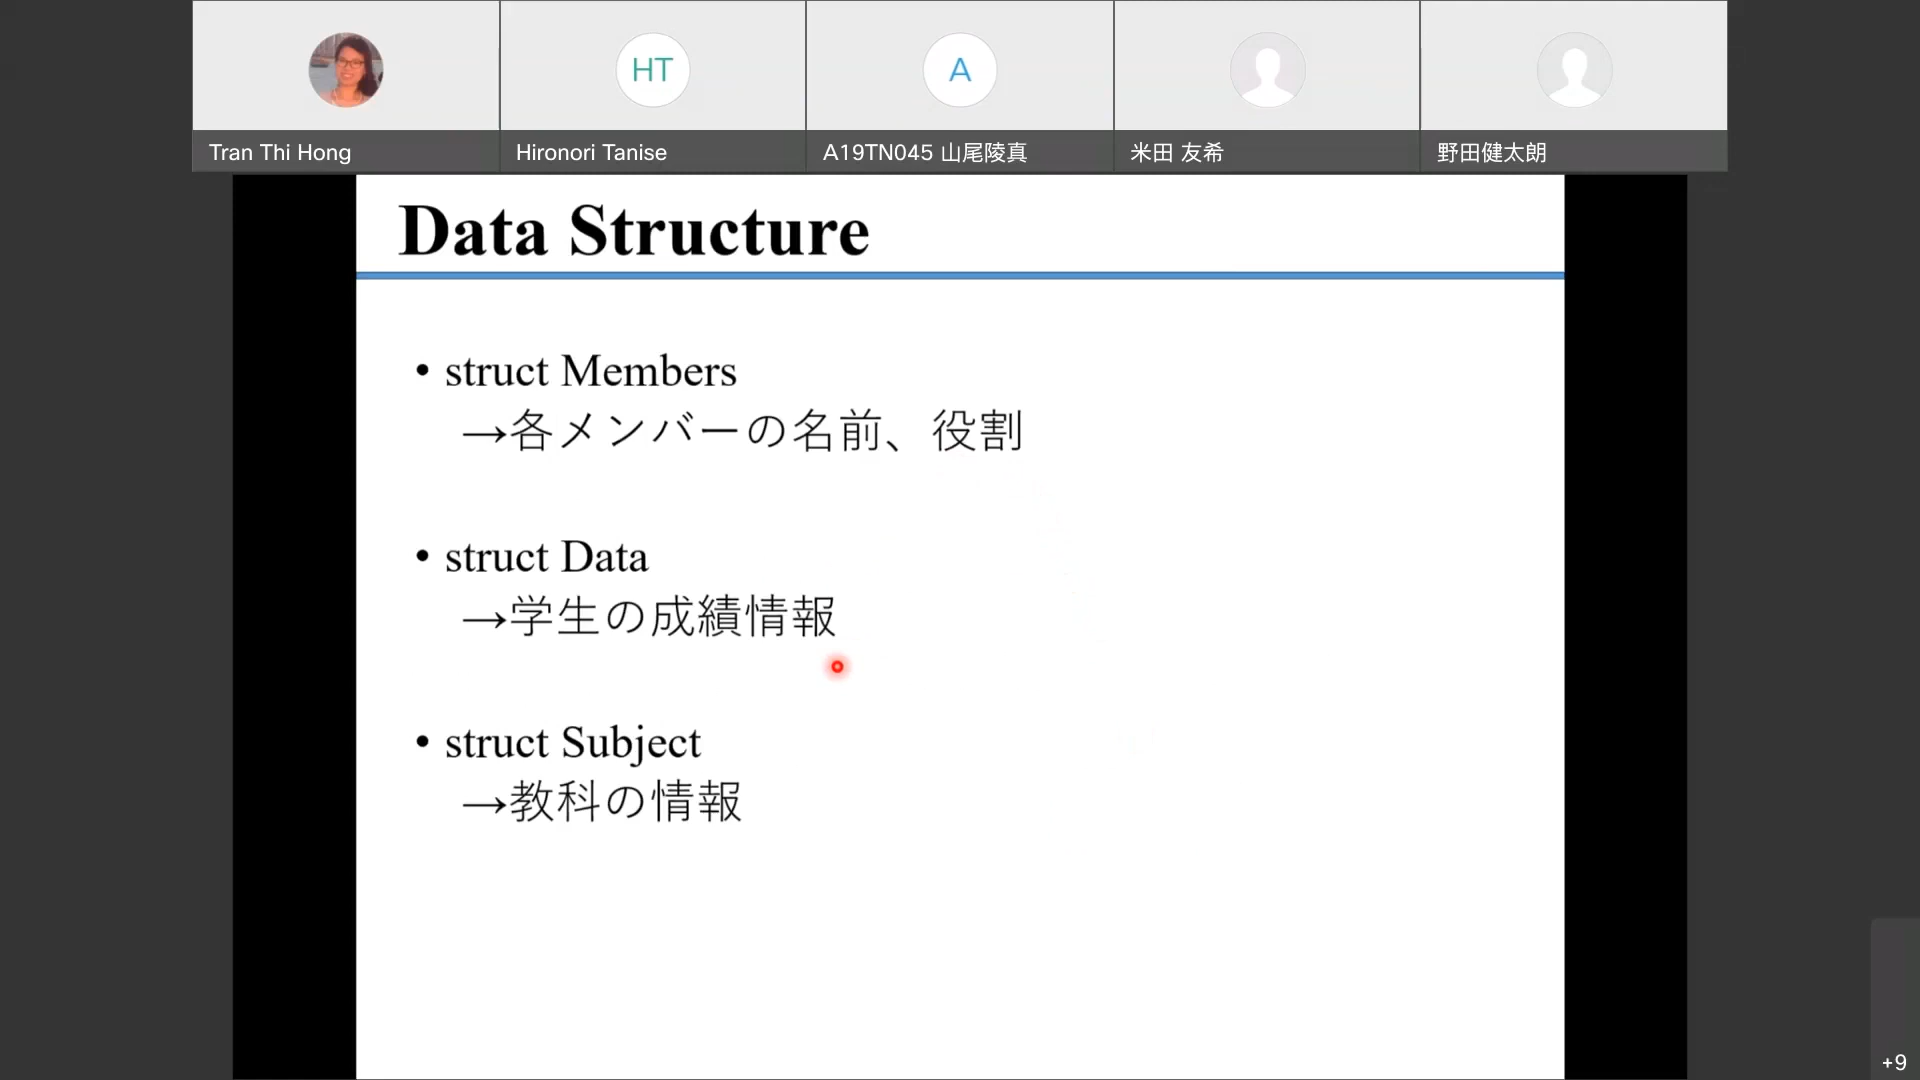 HT
A
Tran Thi Hong
Hironori Tanise
A19TN045 山尾陵真
米田 友希
野田健太朗
Data Structure
• struct Members
→各メンバーの名前、役割
• struct Data
→学生の成績情報
• struct Subject
→教科の情報
+9